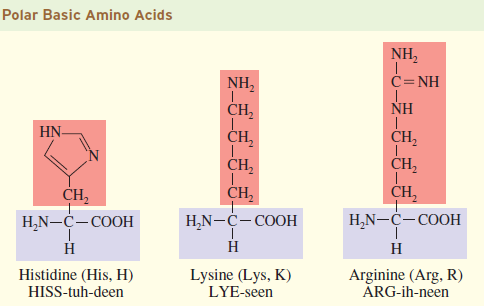 Polar Basic Amino Acids
HN
N
CH₂
H₂N—C—COOH
H
Histidine (His, H)
HISS-tuh-deen
NH₂
CH₂
CH₂
CH₂
CH₂
H₂N—C—COOH
H
Lysine (Lys, K)
LYE-seen
NH₂
C=NH
NH
CH₂
CH₂
CH₂
H₂N—C—COOH
H
Arginine (Arg, R)
ARG-ih-neen